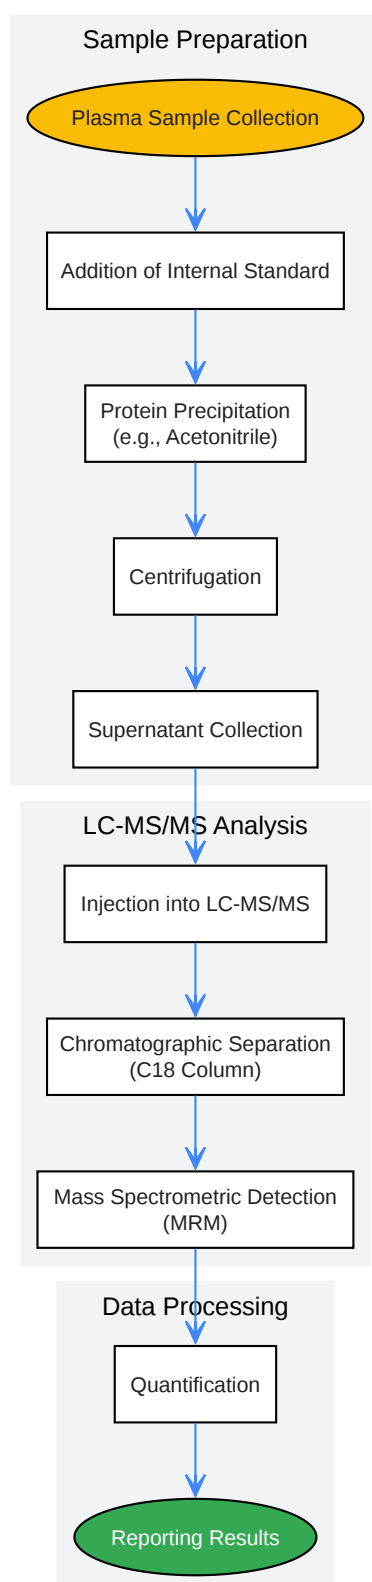 Sample Preparation
Plasma Sample Collection
Addition of Internal Standard
Protein Precipitation
(e.g., Acetonitrile)
Centrifugation
Supernatant Collection
LC-MS/MS Analysis
Injection into LC-MS/MS
Chromatographic Separation
(C18 Column)
Mass Spectrometric Detection
(MRM)
Data Processing
Quantification
Reporting Results